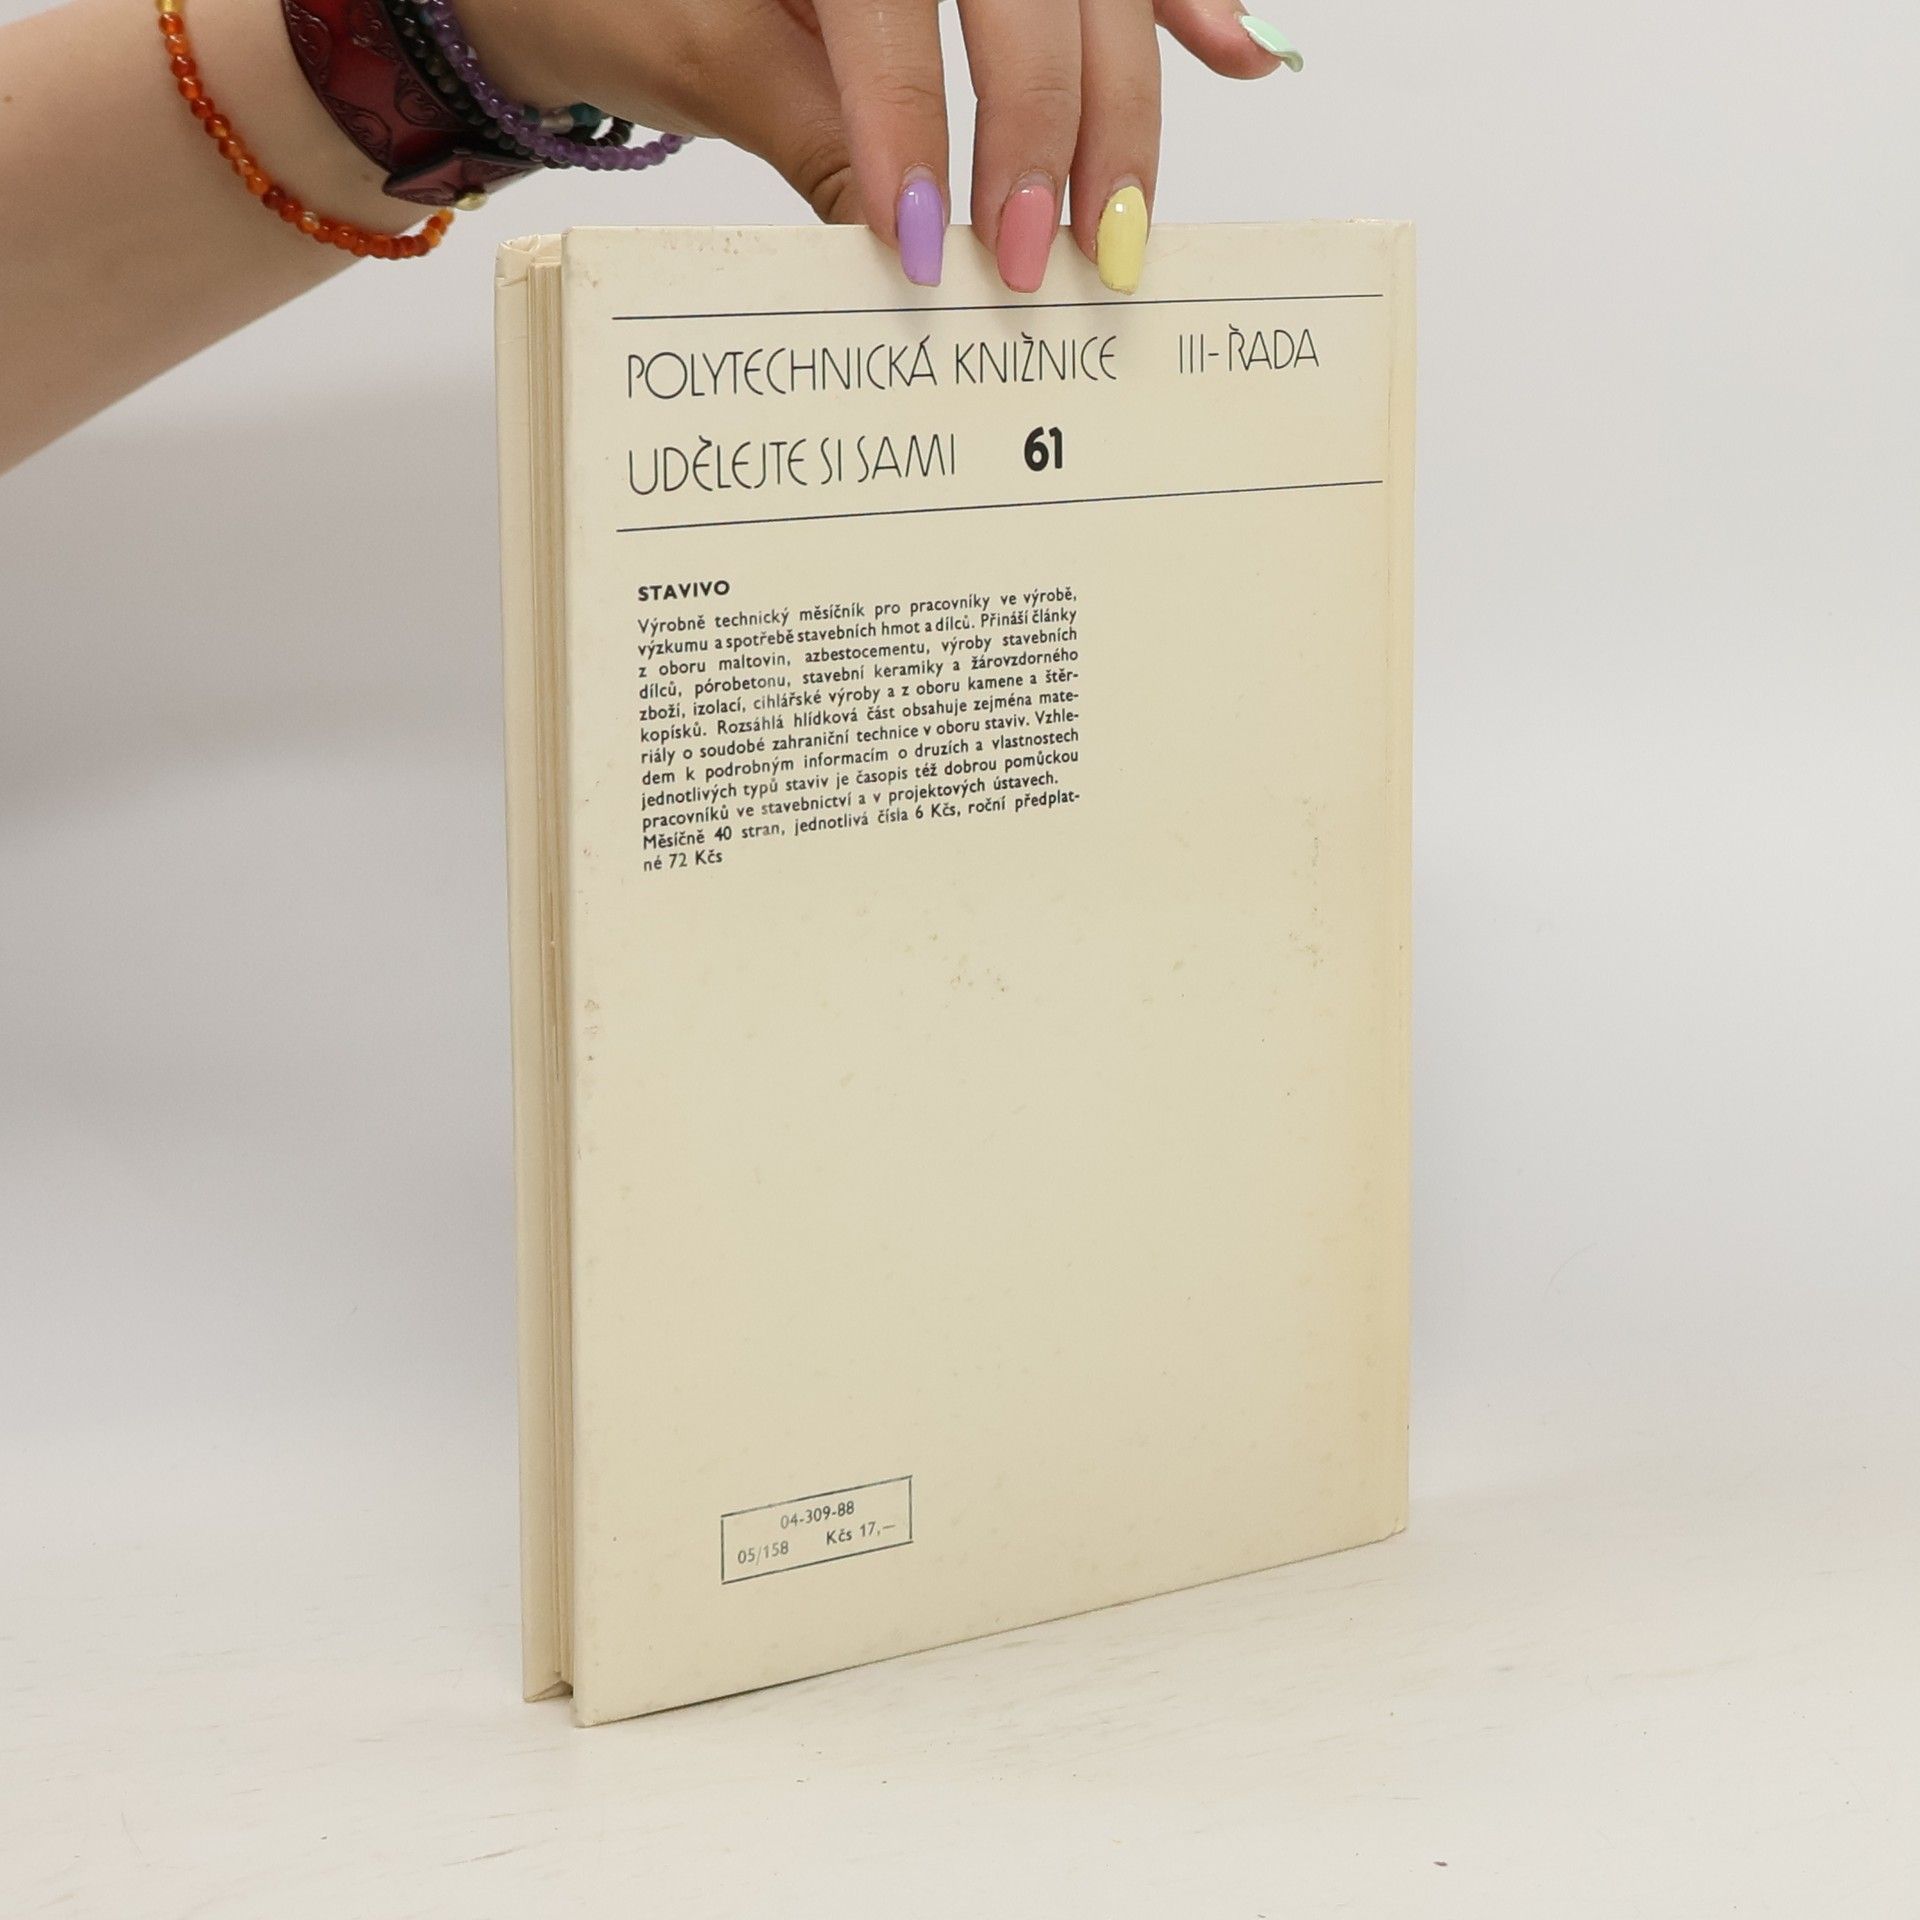 POLYTECHNICKÁ KNIŽNICE III-ŘADA
UDĚLEJTE SI SAMI 61
STAVIVO
Výrobně technický měsíčník pro pracovníky ve výrobě,
výzkumu a spotřebě stavebních hmot a dílců. Přináší články
z oboru maltovin, azbestocementu, výroby stavebních
dílců, pórobetonu, stavební keramiky a žárovzdorného
zboží, izolací, cihlářské výroby a z oboru kamene a štěr-
kopísků. Rozsáhlá hlídková část obsahuje zejména mate-
riály o soudobé zahraniční technice v oboru staviv. Vzhle-
dem k podrobným informacím o druzích a vlastnostech
jednotlivých typů staviv je časopis též dobrou pomůckou
pracovníků ve stavebnictví a v projektových ústavech.
Měsíčně 40 stran, jednotlivá čísla 6 Kčs, roční předplat-
né 72 Kčs
04-309-88
05/158 Kčs 17,—